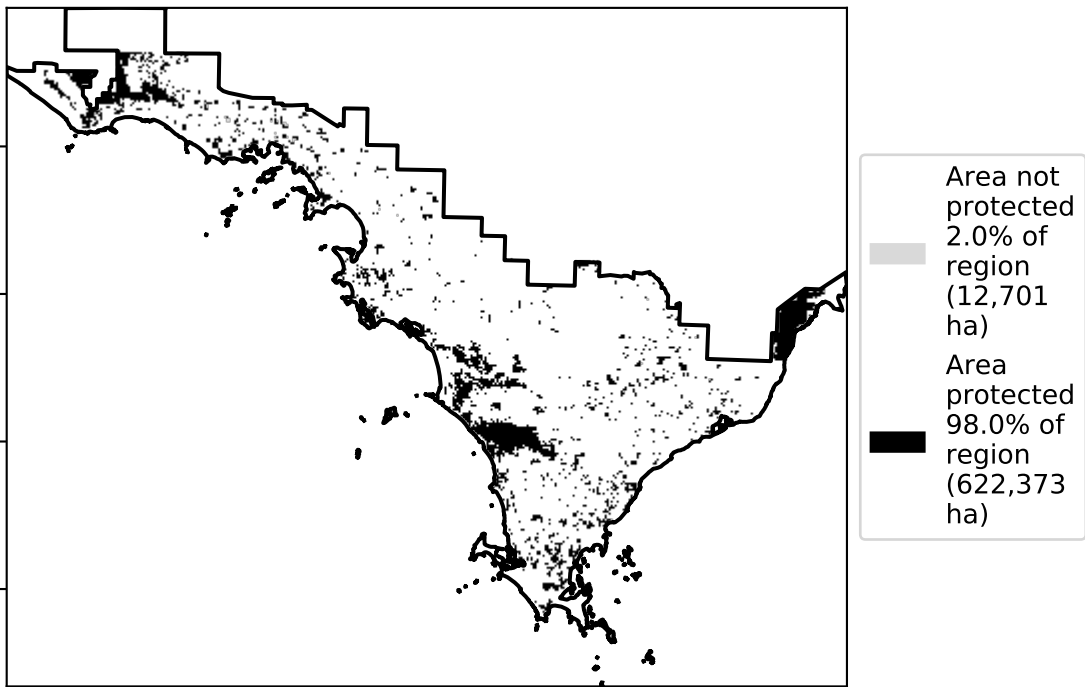 Area not
protected
2.0% of
region
(12,701
ha)
Area
protected
98.0% of
region
(622,373
ha)